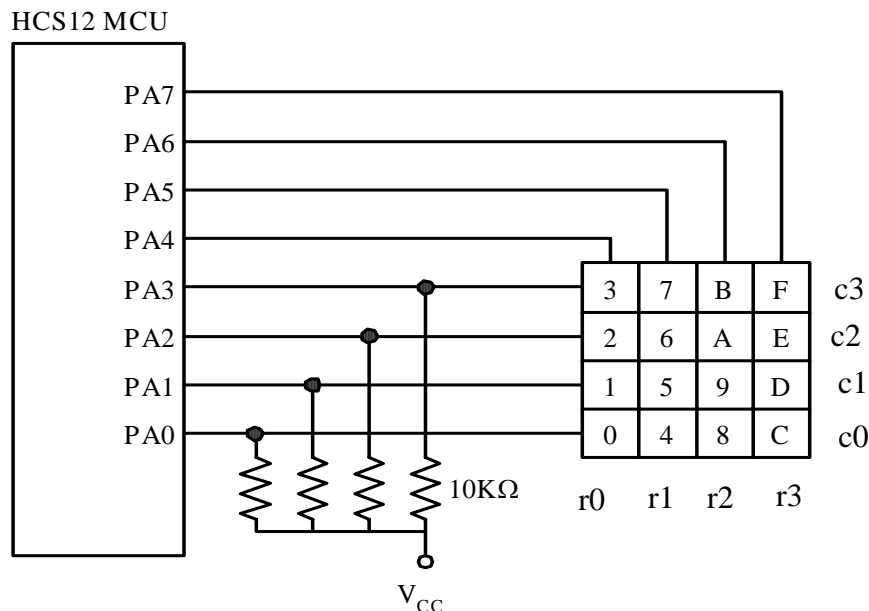 HCS12 MCU
PA7
PA6
PA5
PA4
PA3
PA2
PA1
PA0
3 7 B F c3
2 6 A E c2
1 5 9 D c1
0 4 8 C c0
r0 r1 r2 r3
10KΩ
VCC